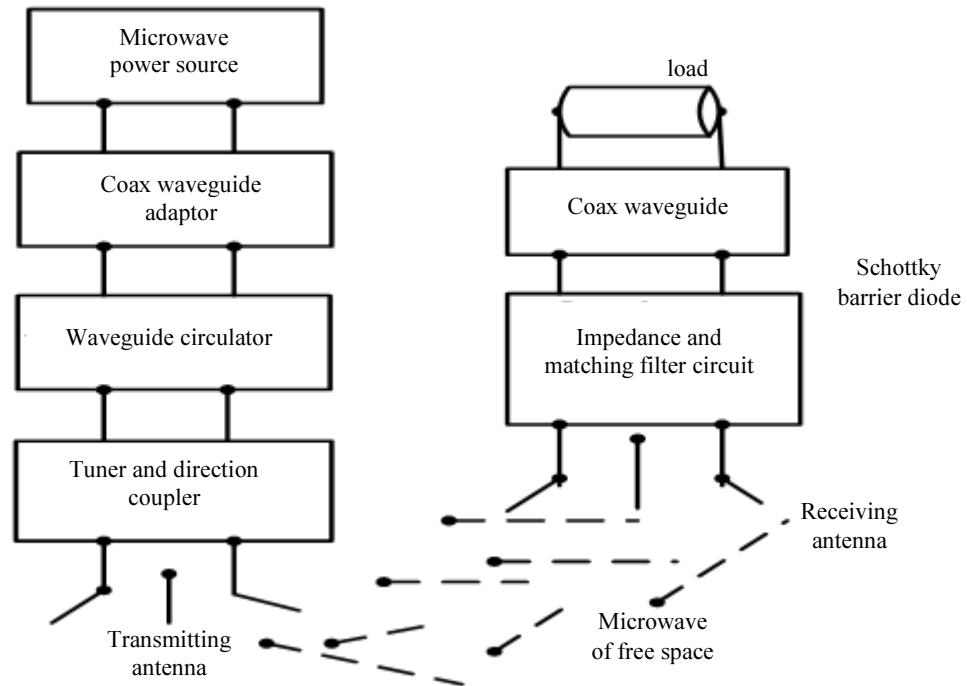 Microwave
power source
Coax waveguide
adaptor
Waveguide circulator
Tuner and direction
coupler
Transmitting
antenna
load
Coax waveguide
Schottky
barrier diode
Impedance and
matching filter circuit
Receiving
antenna
Microwave
of free space